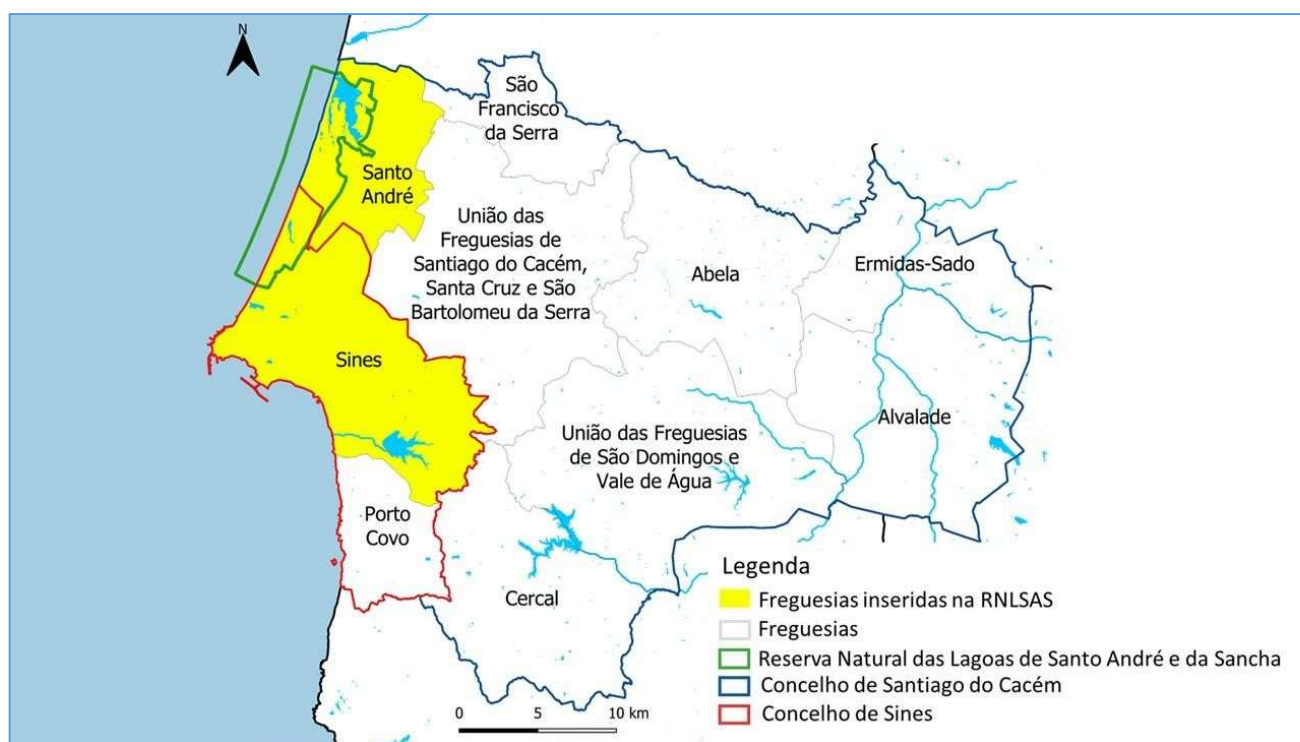 N
São
Francisco
da Serra
Santo
André
União das
Freguesias de
Santiago do Cacém,
Santa Cruz e São
Bartolomeu da Serra
Abela
Ermidas-Sado
Sines
Alvalade
União das Freguesias
de São Domingos e
Vale de Água
Porto
Covo
Cercal
Legenda
Freguesias inseridas na RNLSAS
Freguesias
Reserva Natural das Lagoas de Santo André e da Sancha
Concelho de Santiago do Cacém
Concelho de Sines
0 5 10 km